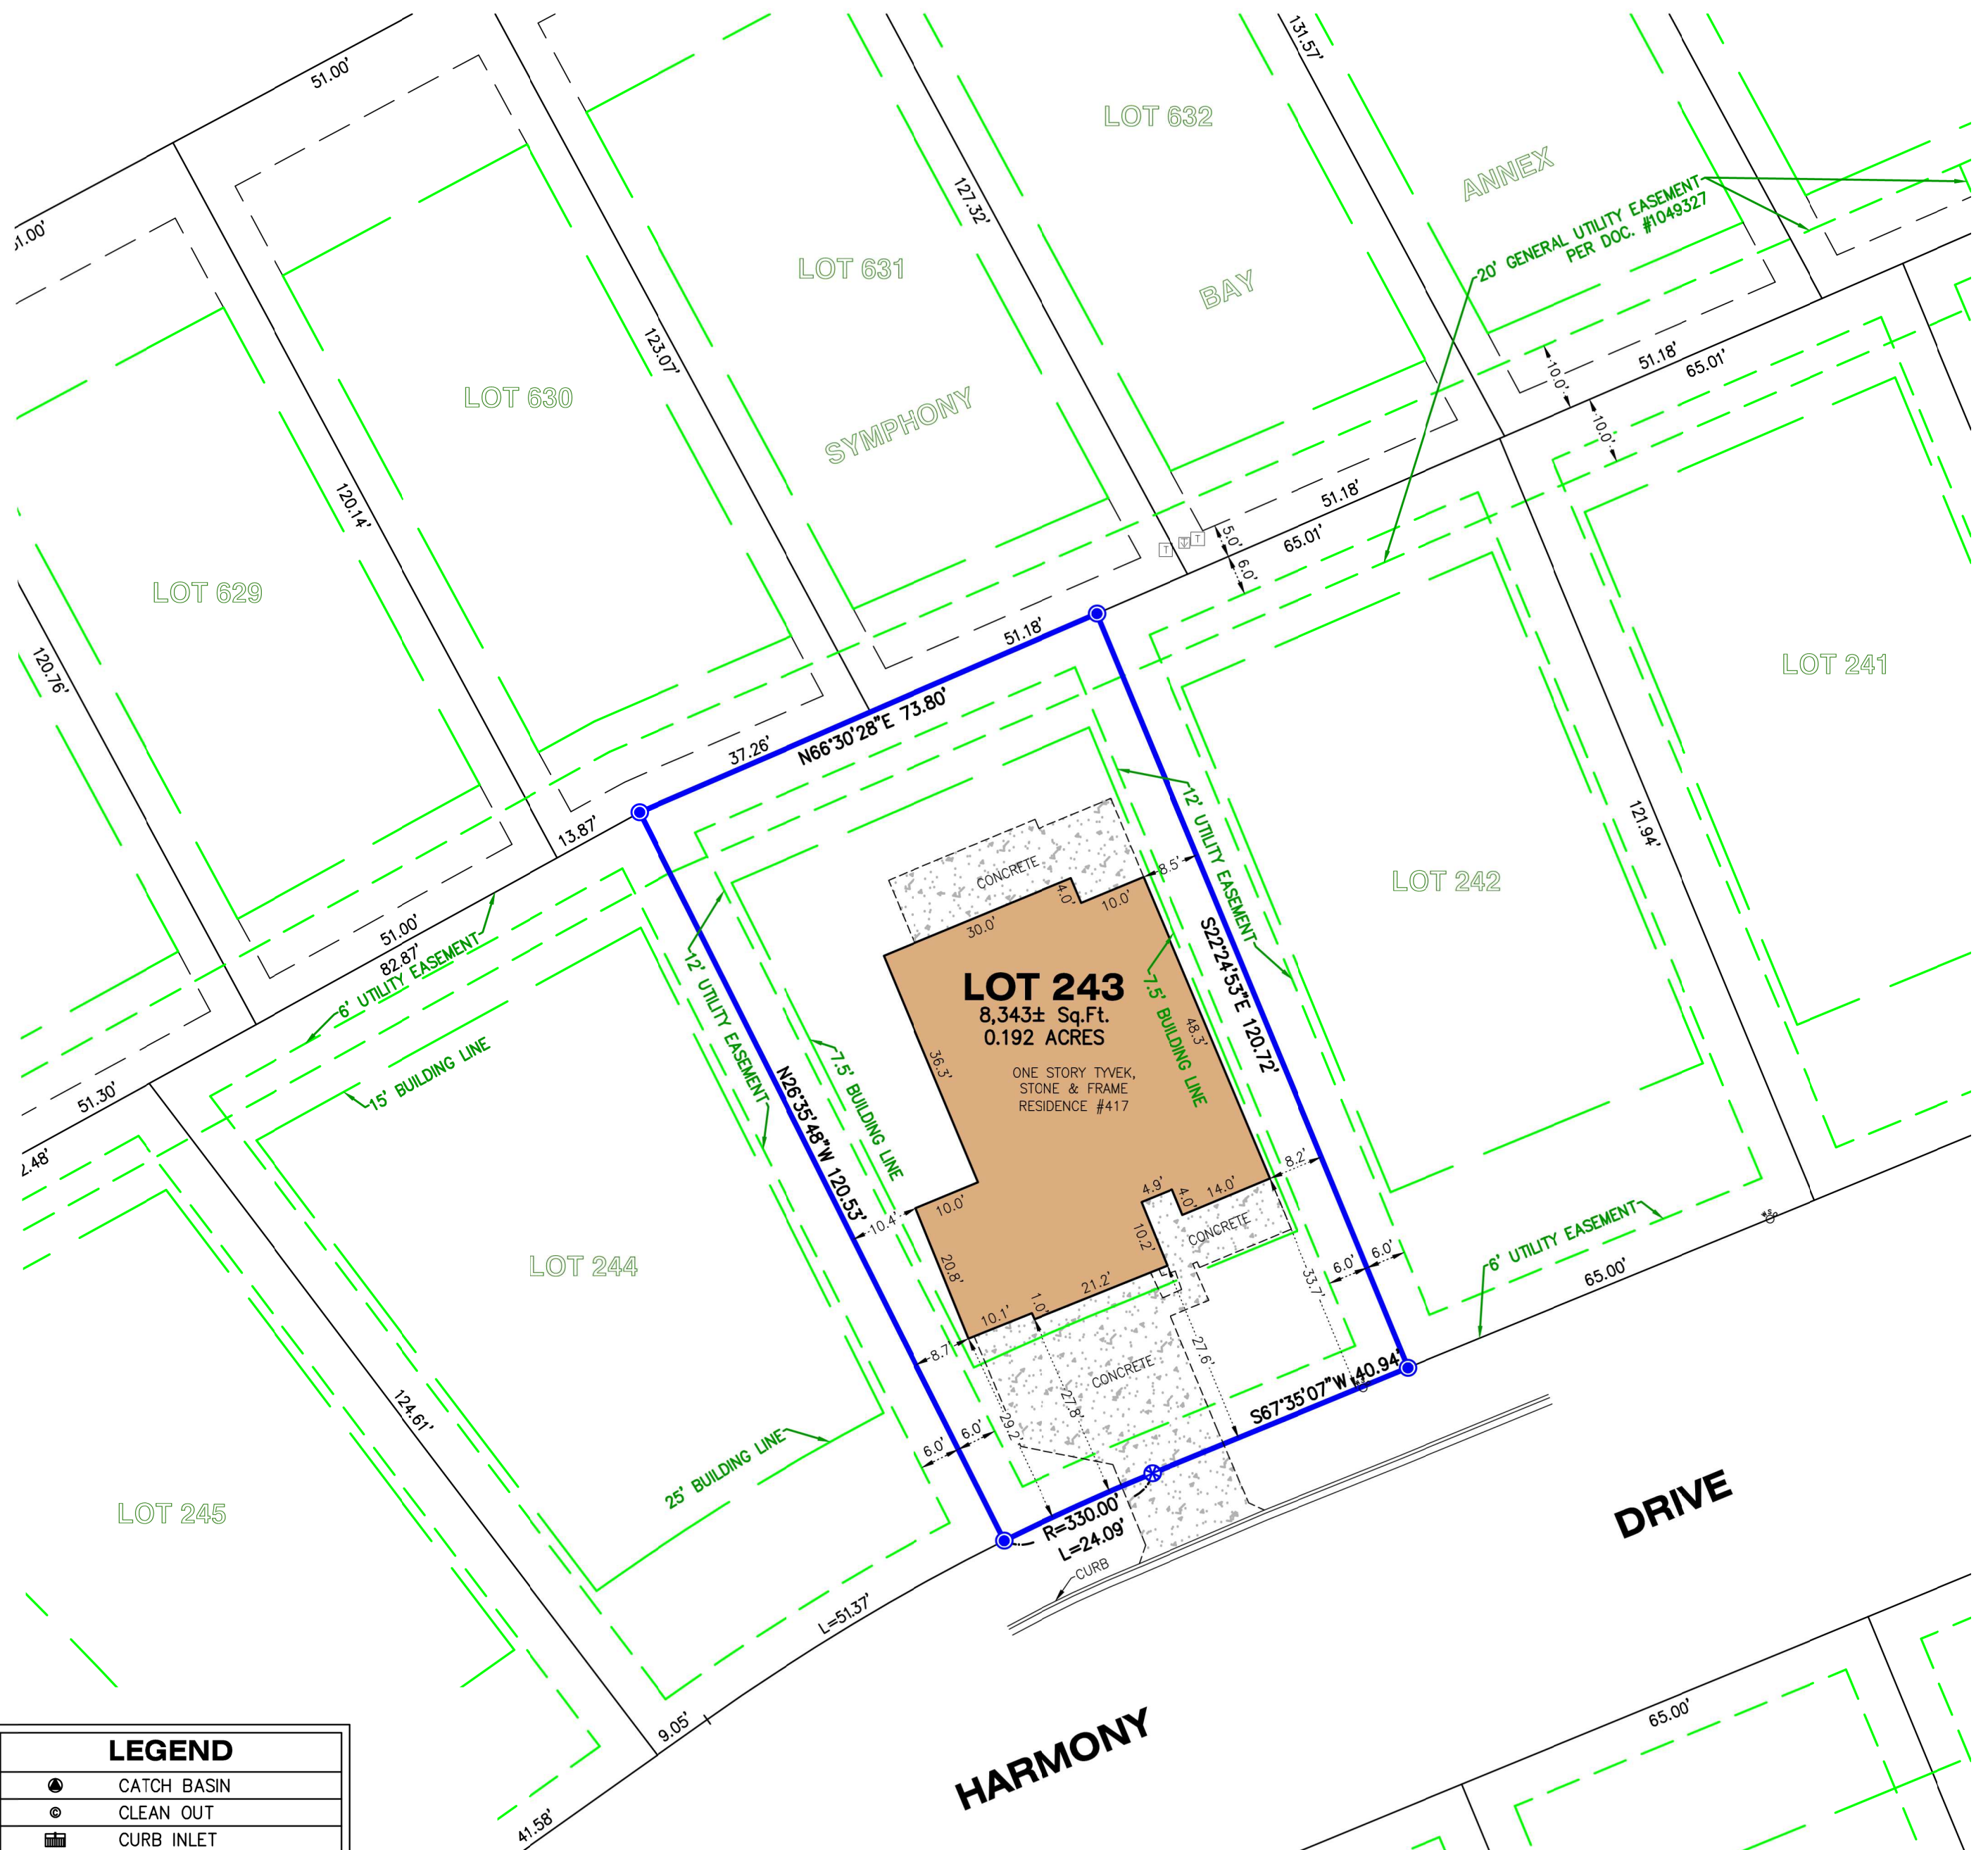 51.00'
131.57'
LOT 632
ANNEX
20' GENERAL UTILITY EASEMENT
PER DOC. #1049327
127.32'
LOT 631
BAY
51.18'
65.01'
10.0'
10.0'
123.07'
LOT 630
SYMPHONY
51.18'
65.01'
120.14'
T
T
5.0'
6.0'
LOT 629
51.18'
LOT 241
120.76'
N66°30'28"E 73.80'
37.26'
13.87'
12' UTILITY EASEMENT
121.94'
CONCRETE
8.5'
4.0'
10.0'
30.0'
LOT 242
51.00'
82.87'
6' UTILITY EASEMENT
12' UTILITY EASEMENT
S22°24'53"E 120.72'
LOT 243
8,343± Sq.Ft.
0.192 ACRES
7.5' BUILDING LINE
48.3'
36.3'
ONE STORY TYVEK,
STONE & FRAME
RESIDENCE #417
15' BUILDING LINE
51.30'
N26°35'48"W 120.53'
7.5' BUILDING LINE
8.2'
4.9'
4.0'
14.0'
10.0'
10.4'
10.2'
CONCRETE
6' UTILITY EASEMENT
LOT 244
20.8'
21.2'
1.0'
10.1'
33.7'
6.0'
6.0'
65.00'
8.7'
CONCRETE
27.6'
27.8'
29.2'
S67°35'07"W 40.94'
124.61'
6.0'
6.0'
25' BUILDING LINE
LOT 245
R=330.00'
L=24.09'
CURB
DRIVE
L=51.37'
9.05'
HARMONY
65.00'
41.58'
LEGEND
CATCH BASIN
© CLEAN OUT
CURB INLET